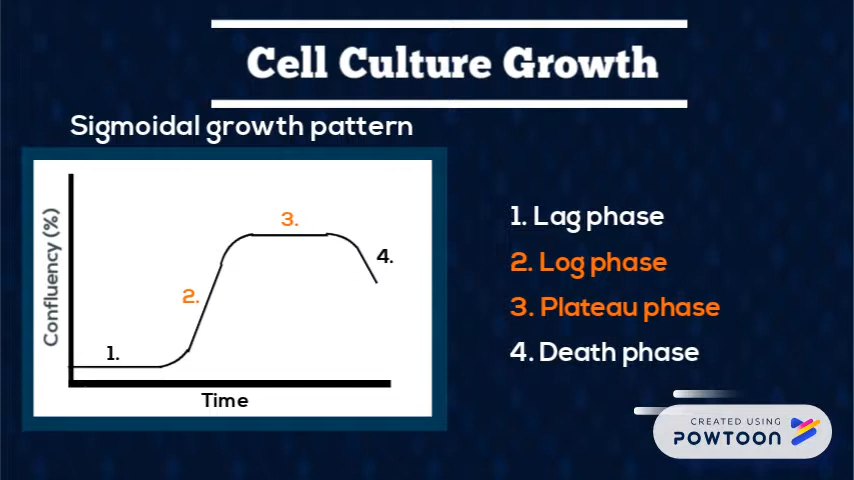 Cell Culture Growth
Sigmoidal growth pattern
Confluency (%)
1.
2.
3.
4.
Time
1. Lag phase
2. Log phase
3. Plateau phase
4. Death phase
CREATED USING
POWTOON